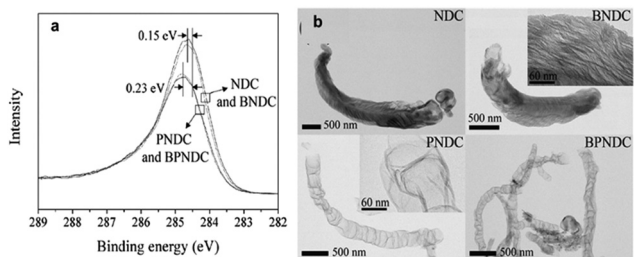 a
0.15 eV
0.23 eV
NDC
and BNDC
PNDC
and BPNDC
Intensity
289 288 287 286 285 284 283 282
Binding energy (eV)
b
NDC
500 nm
BNDC
60 nm
500 nm
PNDC
60 nm
500 nm
BPNDC
500 nm